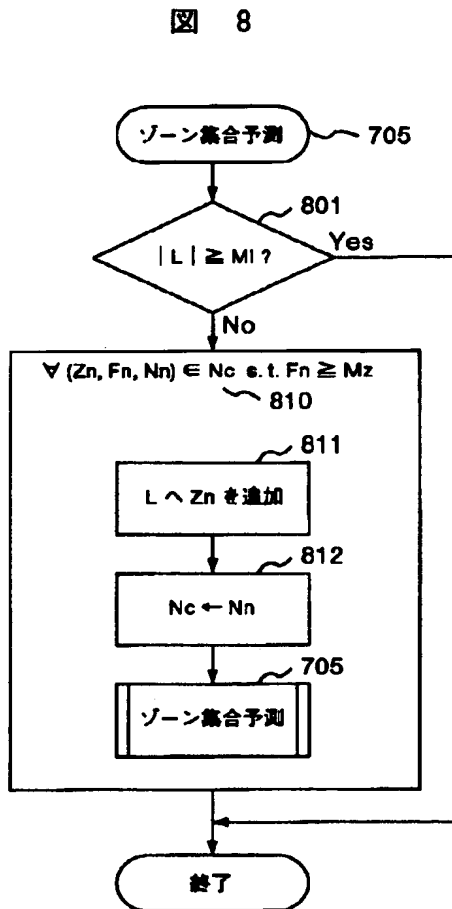 図 8
ゾーン集合予測
705
801
|L| ≧ Ml ?
Yes
No
∀ (Zn, Fn, Nn) ∈ Nc s.t. Fn ≧ Mz
810
811
L へ Zn を追加
812
Nc ← Nn
705
ゾーン集合予測
終了